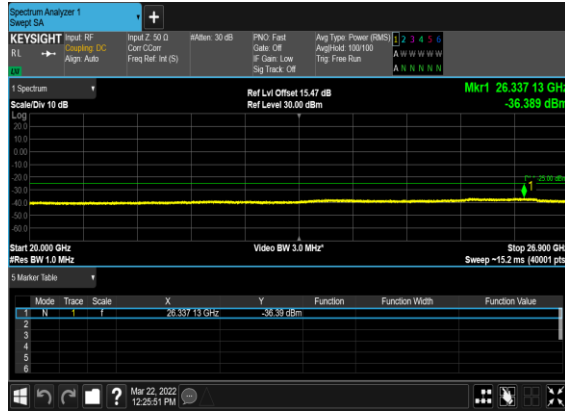 Spectrum Analyzer 1
Swept SA
+
KEYSIGHT Input: RF Input Z: 50 Ω #Atten: 30 dB PNO: Fast Avg Type: Power (RMS) 1 2 3 4 5 6
RL Coupling: DC Corr CCorr Gate: Off Avg|Hold: 100/100 A W W W W W
Align: Auto Freq Ref: Int (S) IF Gain: Low Trig: Free Run
Sig Track: Off A N N N N N
1 Spectrum Ref Lvl Offset 15.47 dB Mkr1 26.337 13 GHz
Scale/Div 10 dB Ref Level 30.00 dBm -36.389 dBm
Log
20.0
10.0
0.00
-10.0
-20.0
-25.00 dBm
1
-30.0
-40.0
-50.0
-60.0
Start 20.000 GHz Video BW 3.0 MHz* Stop 26.900 GHz
#Res BW 1.0 MHz Sweep ~15.2 ms (40001 pts)
5 Marker Table
Mode Trace Scale X Y Function Function Width Function Value
1 N 1 f 26.337 13 GHz -36.39 dBm
2
3
4
5
6
? Mar 22, 2022
12:25:51 PM